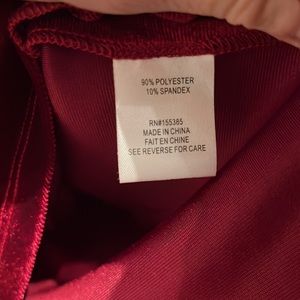 90% POLYESTER
10% SPANDEX
RN#155385
MADE IN CHINA
FAIT EN CHINE
SEE REVERSE FOR CARE